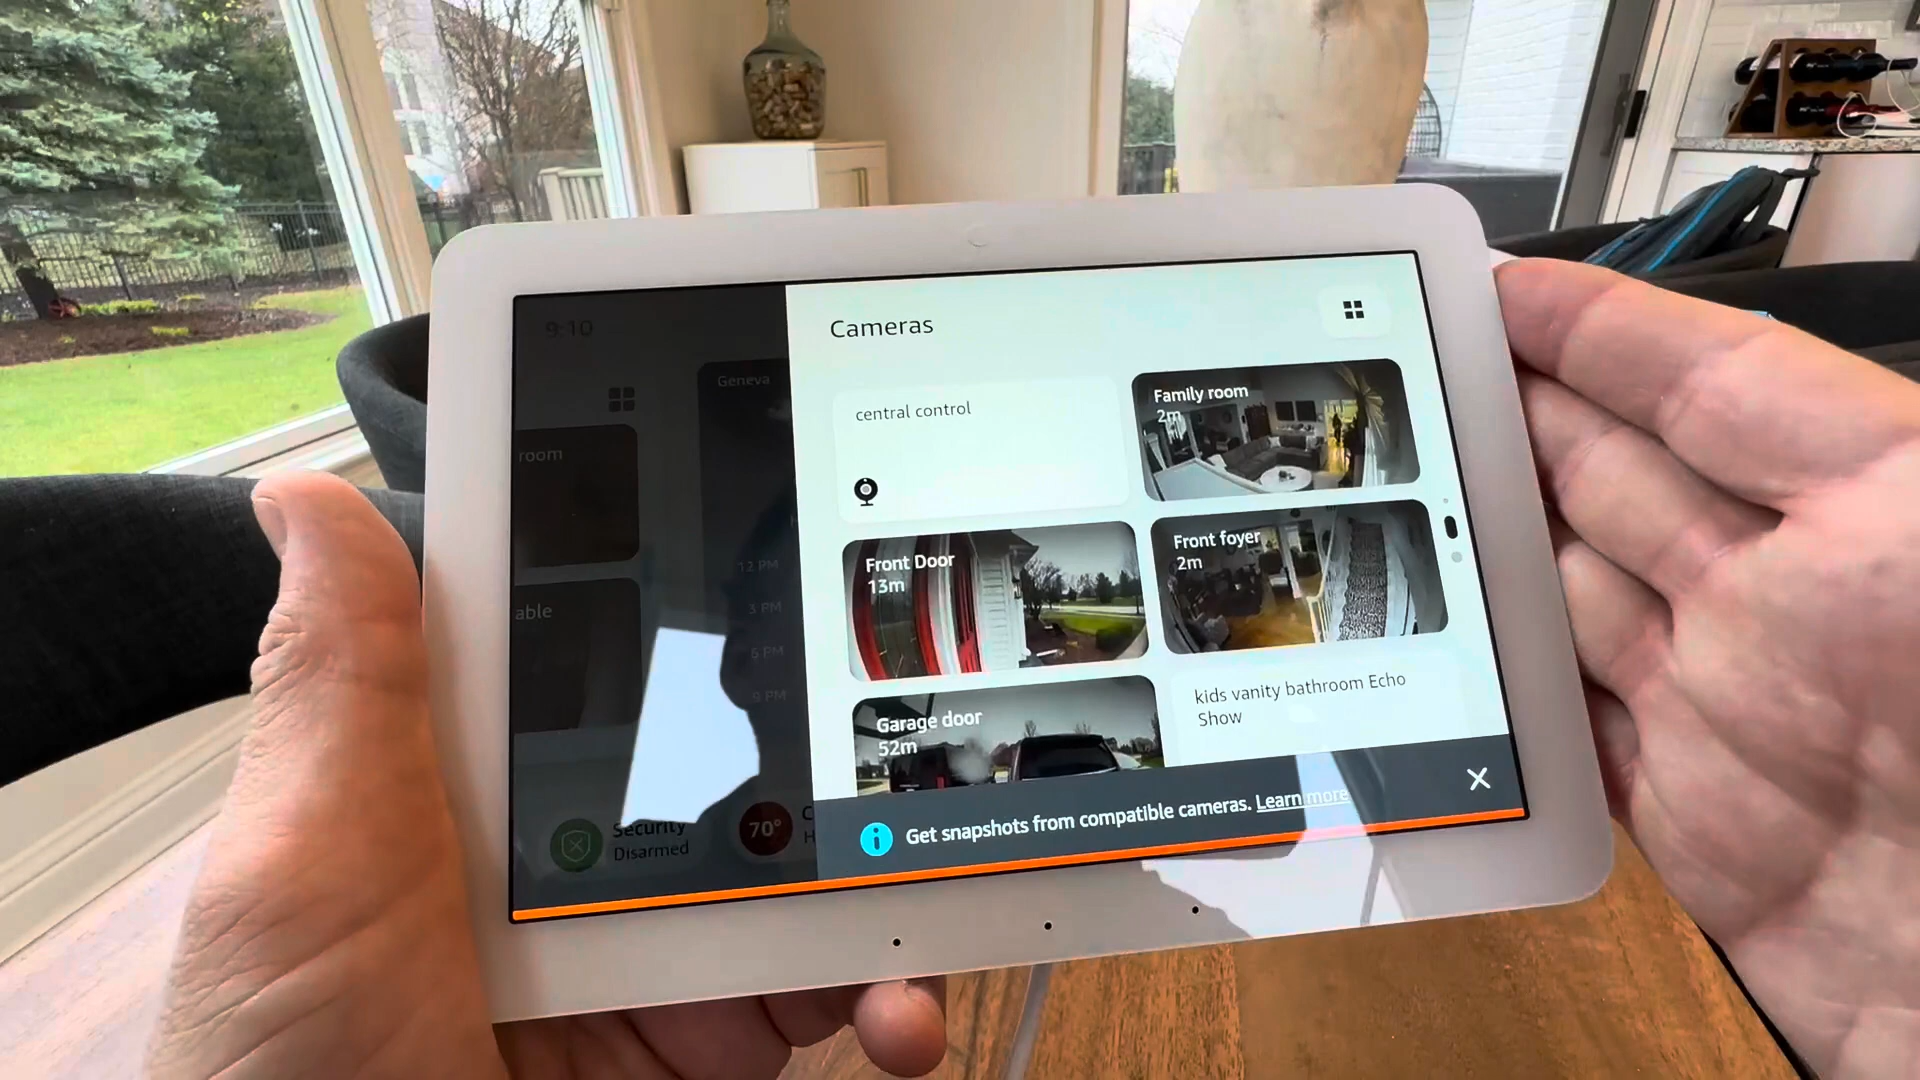 9:10
Geneva
room
able
12 PM
3 PM
6 PM
9 PM
Security
Disarmed
70°
C
H
Cameras
central control
Family room
2m
Front Door
13m
Front foyer
2m
Garage door
52m
kids vanity bathroom Echo
Show
Get snapshots from compatible cameras. Learn more